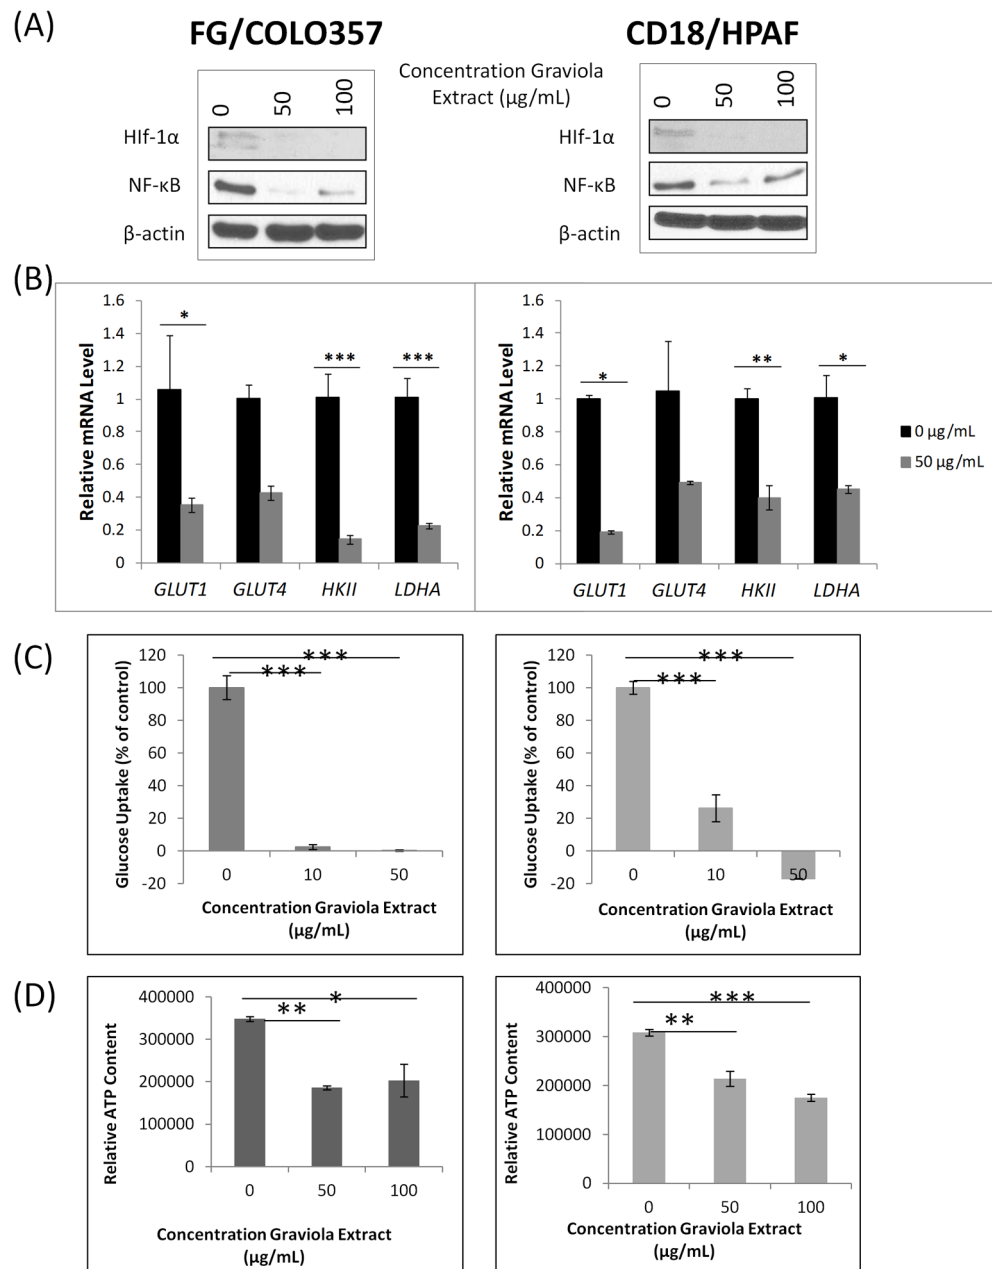 (A)
FG/COLO357
CD18/HPAF
Concentration Graviola
Extract (µg/mL)
0
50
100
0
50
100
HIf-1α
NF-κB
β-actin
HIf-1α
NF-κB
β-actin
(B)
Relative mRNA Level
1.6
1.4
1.2
1
0.8
0.6
0.4
0.2
0
*
***
***
GLUT1
GLUT4
HKII
LDHA
Relative mRNA Level
1.6
1.4
1.2
1
0.8
0.6
0.4
0.2
0
*
**
*
GLUT1
GLUT4
HKII
LDHA
0 µg/mL
50 µg/mL
(C)
Glucose Uptake (% of control)
120
100
80
60
40
20
0
-20
***
***
0
10
50
Concentration Graviola Extract
(µg/mL)
Glucose Uptake (% of control)
120
100
80
60
40
20
0
-20
***
***
0
10
50
Concentration Graviola Extract
(µg/mL)
(D)
Relative ATP Content
400000
300000
200000
100000
0
*
**
0
50
100
Concentration Graviola Extract
(µg/mL)
Relative ATP Content
400000
300000
200000
100000
0
***
**
0
50
100
Concentration Graviola Extract
(µg/mL)